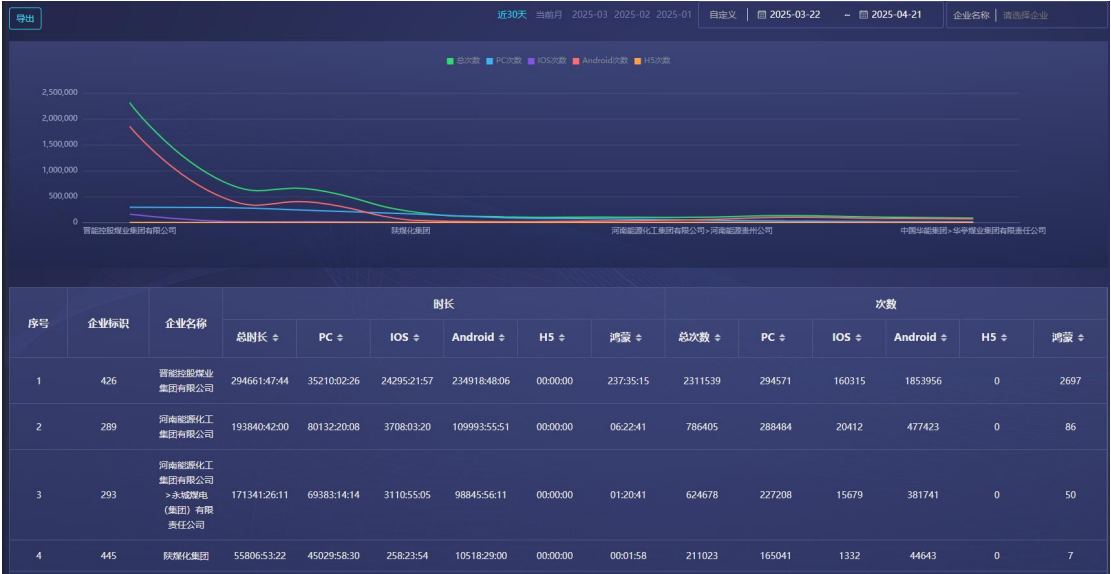 导出
近30天 当前月 2025-03 2025-02 2025-01 自定义 2025-03-22 ~ 2025-04-21 企业名称 请选择企业
总次数 PC次数 IOS次数 Android次数 H5次数
2,500,000
2,000,000
1,500,000
1,000,000
500,000
0
晋能控股煤业集团有限公司 陕煤化集团 河南能源化工集团有限公司>河南能源贵州公司 中国华能集团>华亭煤业集团有限责任公司
序号 企业标识 企业名称 时长 次数
总时长 PC IOS Android H5 鸿蒙 总次数 PC IOS Android H5 鸿蒙
1 426 晋能控股煤业 294661:47:44 35210:02:26 24295:21:57 234918:48:06 00:00:00 237:35:15 2311539 294571 160315 1853956 0 2697
集团有限公司
2 289 河南能源化工 193840:42:00 80132:20:08 3708:03:20 109993:55:51 00:00:00 06:22:41 786405 288484 20412 477423 0 86
集团有限公司
河南能源化工
集团有限公司
3 293 >永城煤电 171341:26:11 69383:14:14 3110:55:05 98845:56:11 00:00:00 01:20:41 624678 227208 15679 381741 0 50
（集团）有限
责任公司
4 445 陕煤化集团 55806:53:22 45029:58:30 258:23:54 10518:29:00 00:00:00 00:01:58 211023 165041 1332 44643 0 7